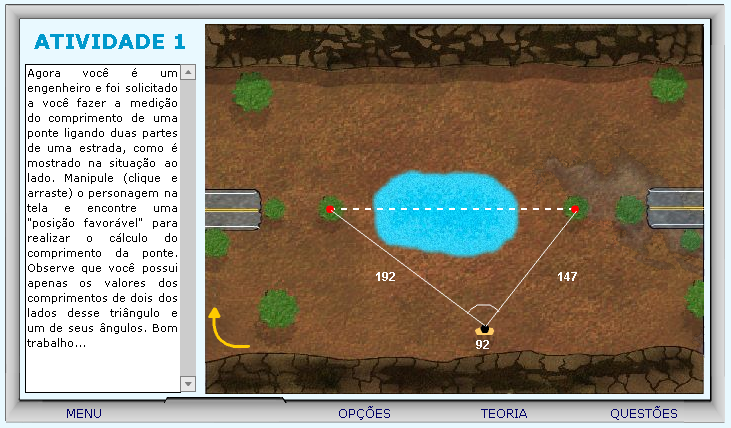 ATIVIDADE 1
Agora você é um
engenheiro e foi solicitado
a você fazer a medição
do comprimento de uma
ponte ligando duas partes
de uma estrada, como é
mostrado na situação ao
lado. Manipule (clique e
arraste) o personagem na
tela e encontre uma
"posição favorável" para
realizar o cálculo do
comprimento da ponte.
Observe que você possui
apenas os valores dos
comprimentos de dois dos
lados desse triângulo e
um de seus ângulos. Bom
trabalho...
192
147
92
MENU
OPÇÕES
TEORIA
QUESTÕES